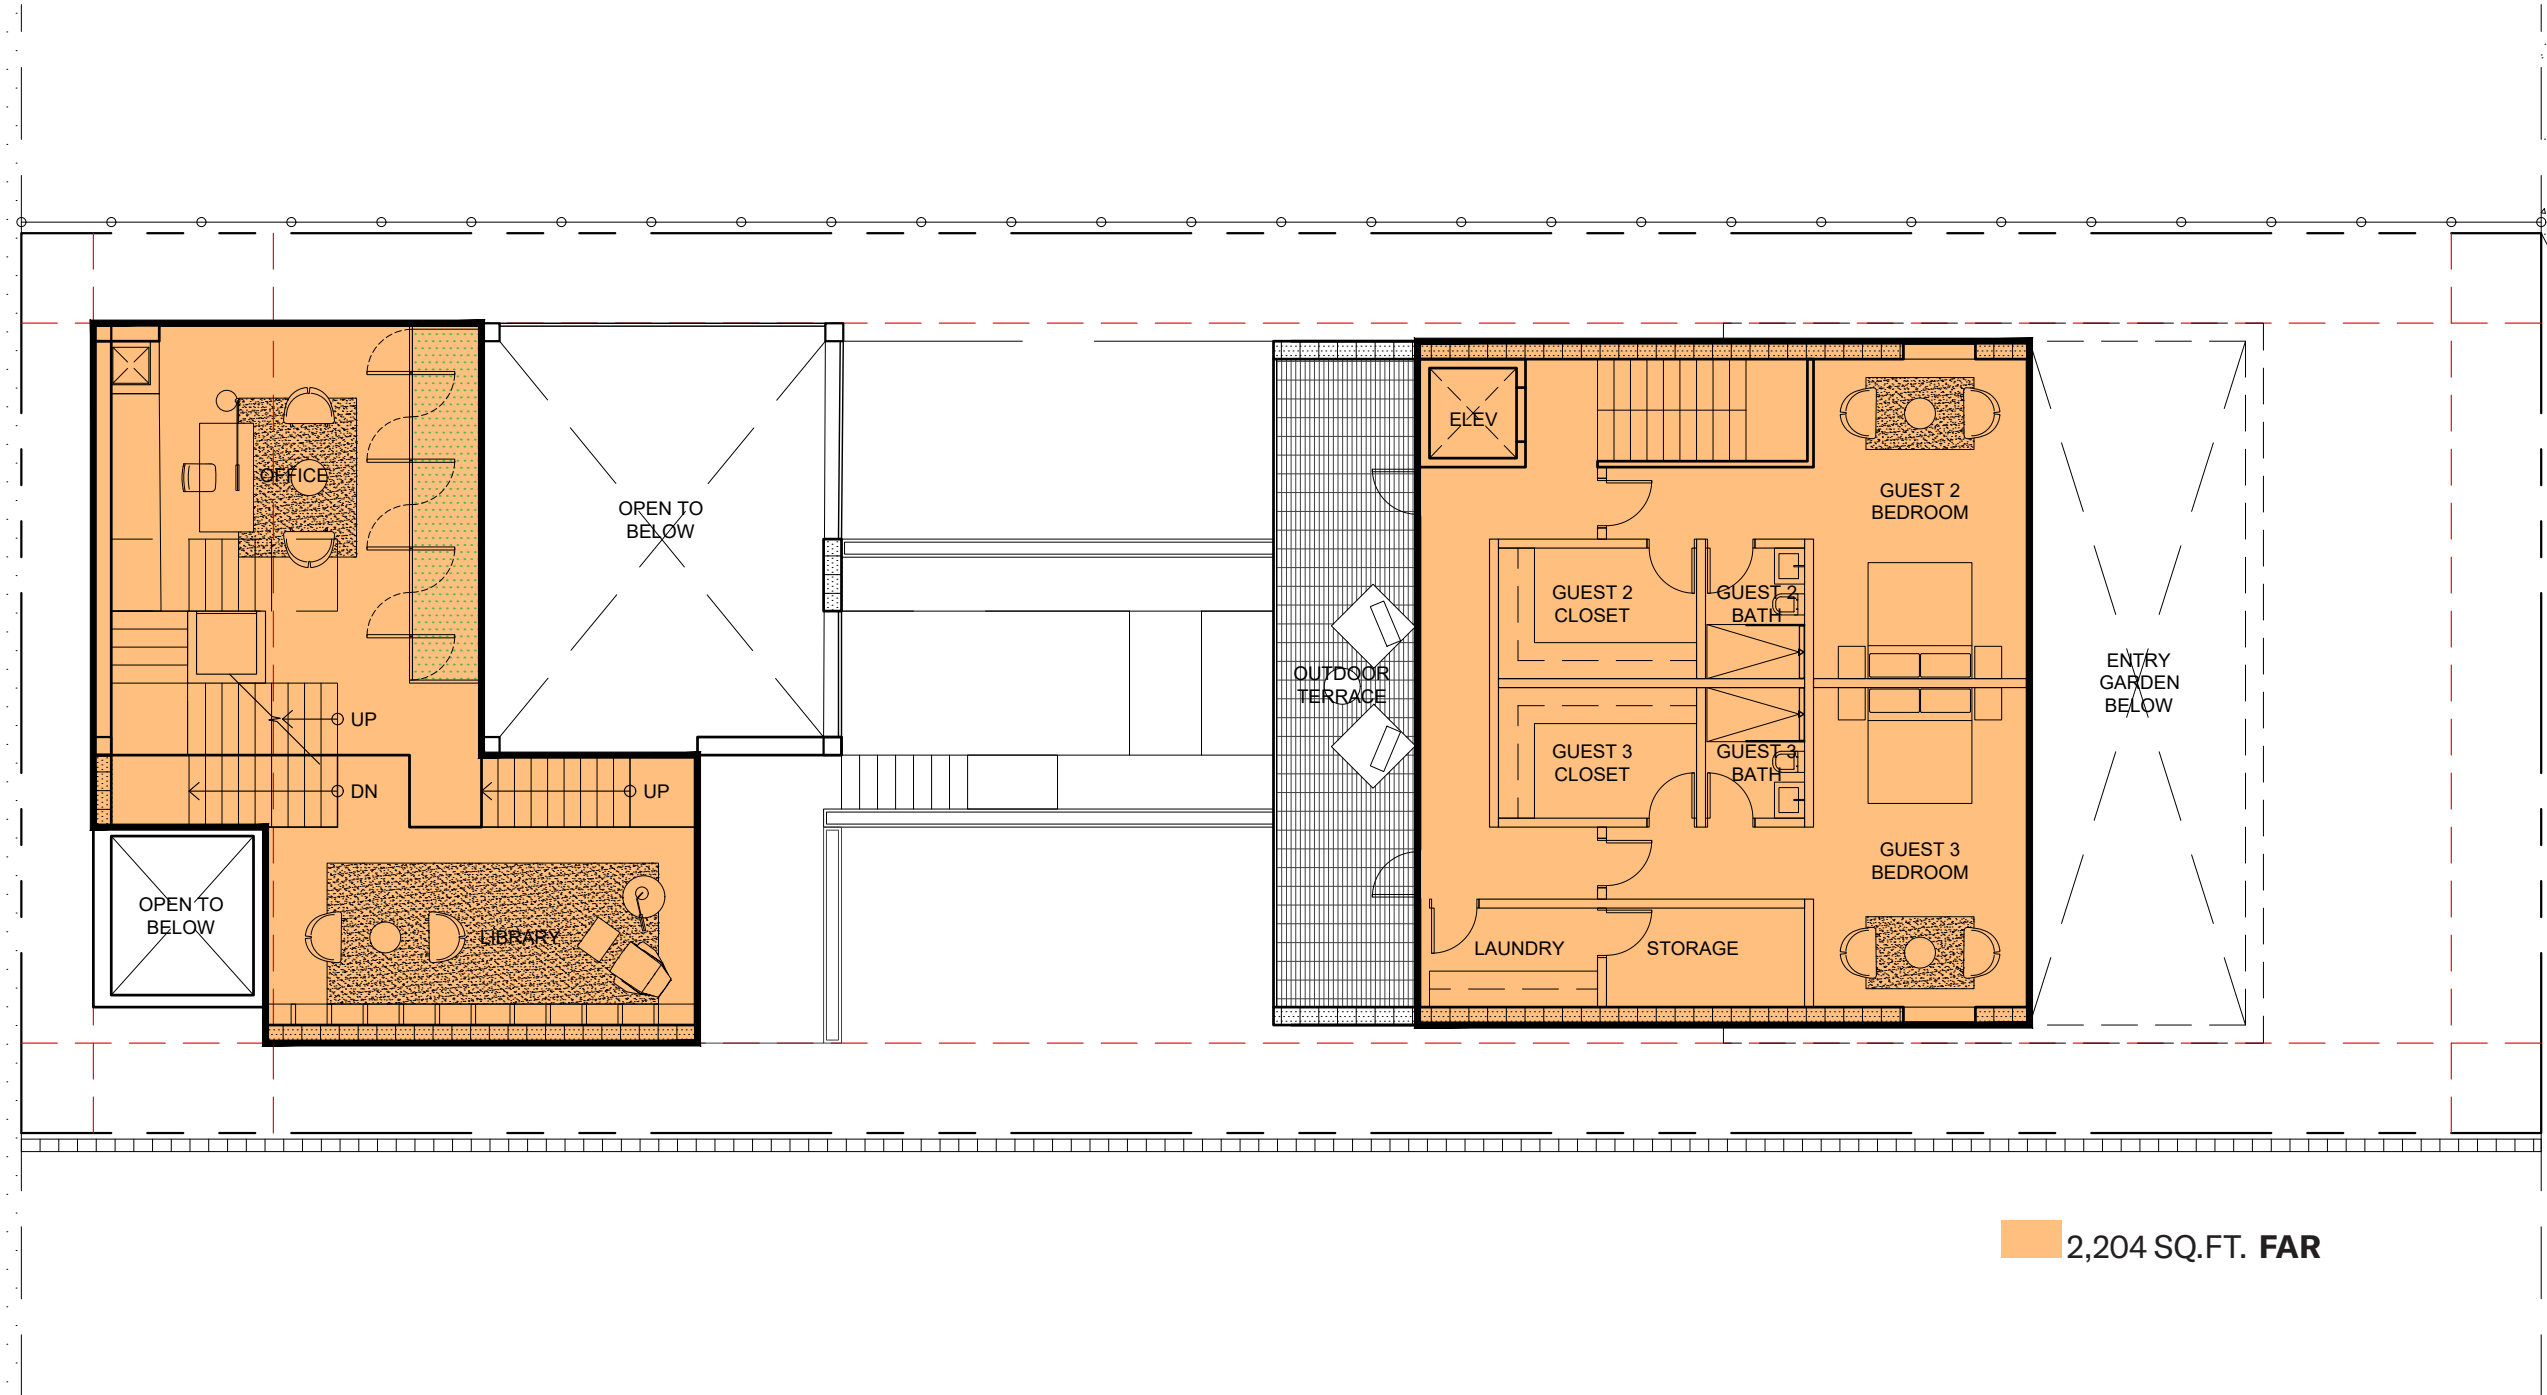 OFFICE
UP
DN
UP
OPEN TO
BELOW
LIBRARY
OPEN TO
BELOW
OUTDOOR
TERRACE
ELEV
GUEST 2
BEDROOM
GUEST 2
CLOSET
GUEST 2
BATH
GUEST 3
CLOSET
GUEST 3
BATH
GUEST 3
BEDROOM
LAUNDRY
STORAGE
ENTRY
GARDEN
BELOW
2,204 SQ.FT. FAR